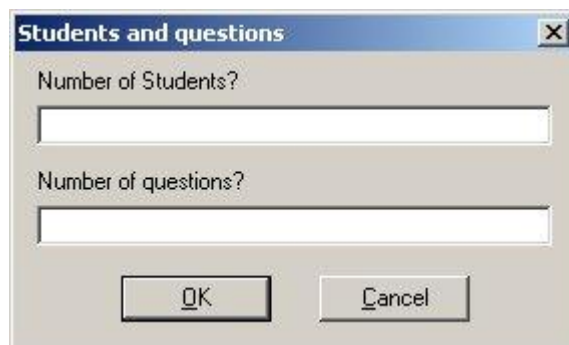 Students and questions
Number of Students?
Number of questions?
OK
Cancel